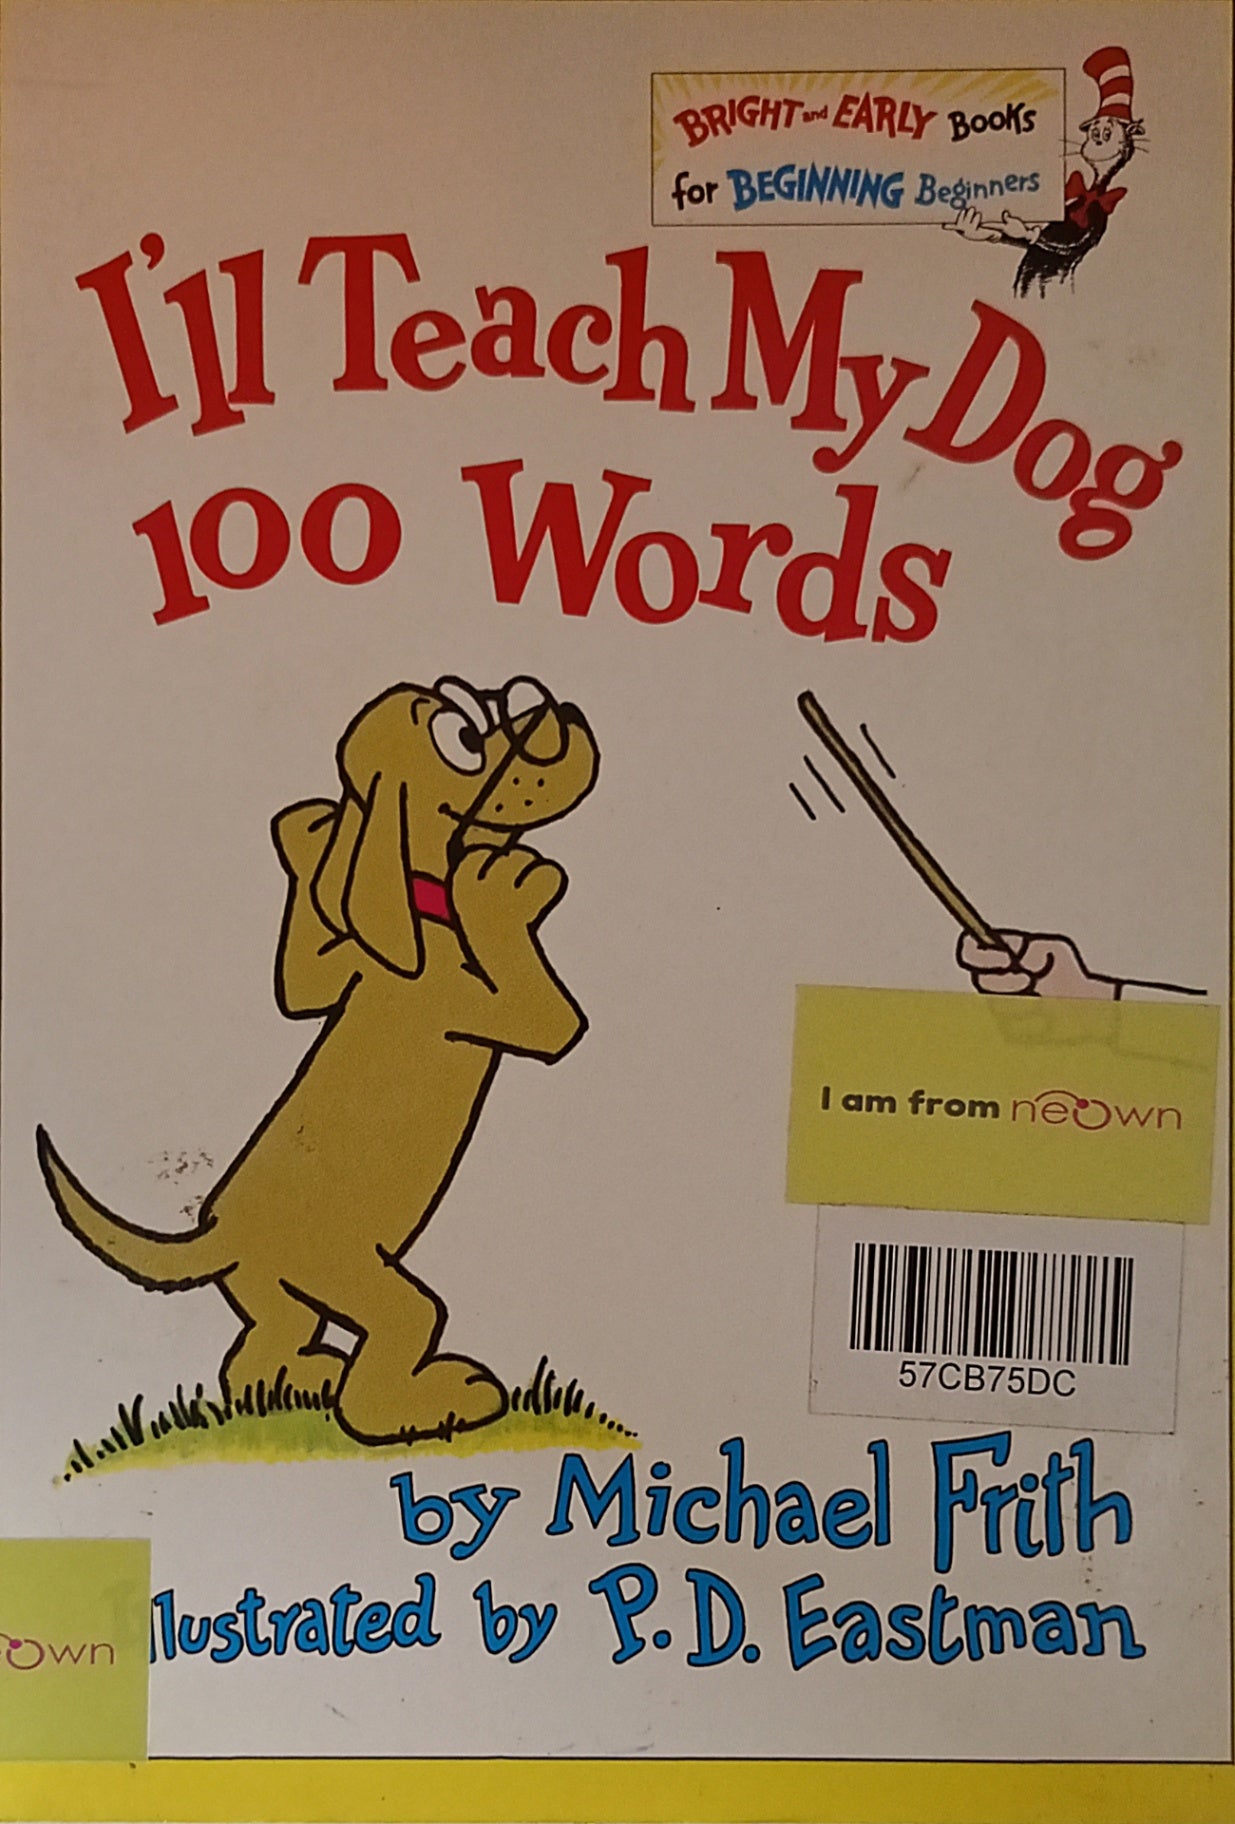 BRIGHT and EARLY BOOKS
for BEGINNING Beginners
I'll Teach My Dog
100 Words
I am from neown
57CB75DC
by Michael Frith
llustrated by P.D. Eastman
own